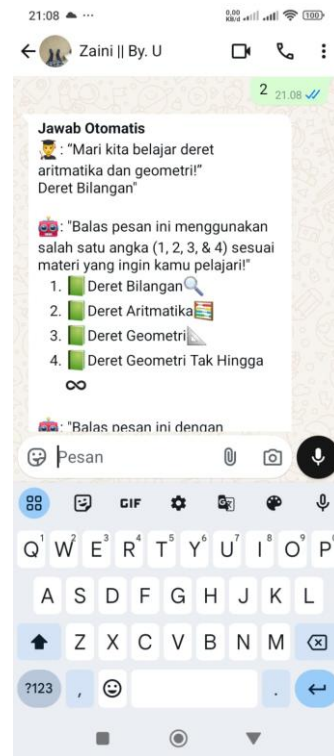 21:08
0,00
KB/d
100
Zaini || By. U
2 21.08
Jawab Otomatis
: "Mari kita belajar deret
aritmatika dan geometri!"
Deret Bilangan"
: "Balas pesan ini menggunakan
salah satu angka (1, 2, 3, & 4) sesuai
materi yang ingin kamu pelajari!"
1. Deret Bilangan
2. Deret Aritmatika
3. Deret Geometri
4. Deret Geometri Tak Hingga
∞
: "Balas pesan ini dengan
Pesan
GIF
Q W E R T Y U I O P
2 3 4 5 6 7 8 9
A S D F G H J K L
Z X C V B N M
?123 , .